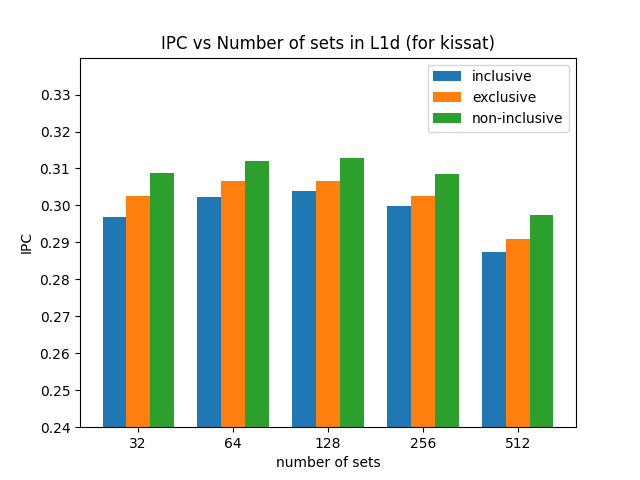 IPC vs Number of sets in L1d (for kissat)
inclusive
exclusive
non-inclusive
0.33
0.32
0.31
0.30
0.29
0.28
0.27
0.26
0.25
0.24
IPC
32 64 128 256 512
number of sets